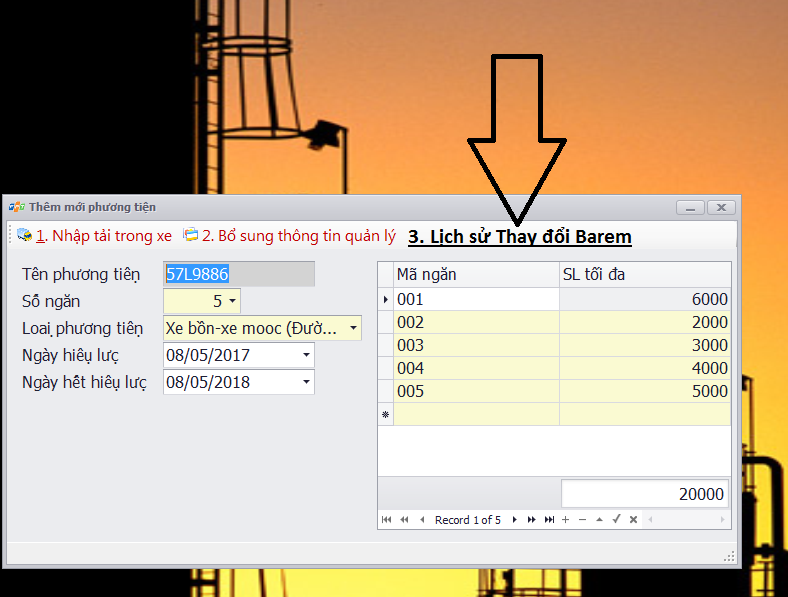 Thêm mới phương tiện
1. Nhập tải trong xe 2. Bổ sung thông tin quản lý 3. Lịch sử Thay đổi Barem
Tên phương tiện 57L9886
Số ngăn 5
Loại phương tiện Xe bồn-xe mooc (Đườ...
Ngày hiệu lực 08/05/2017
Ngày hết hiệu lực 08/05/2018
Mã ngăn SL tối đa
001 6000
002 2000
003 3000
004 4000
005 5000
20000
Record 1 of 5